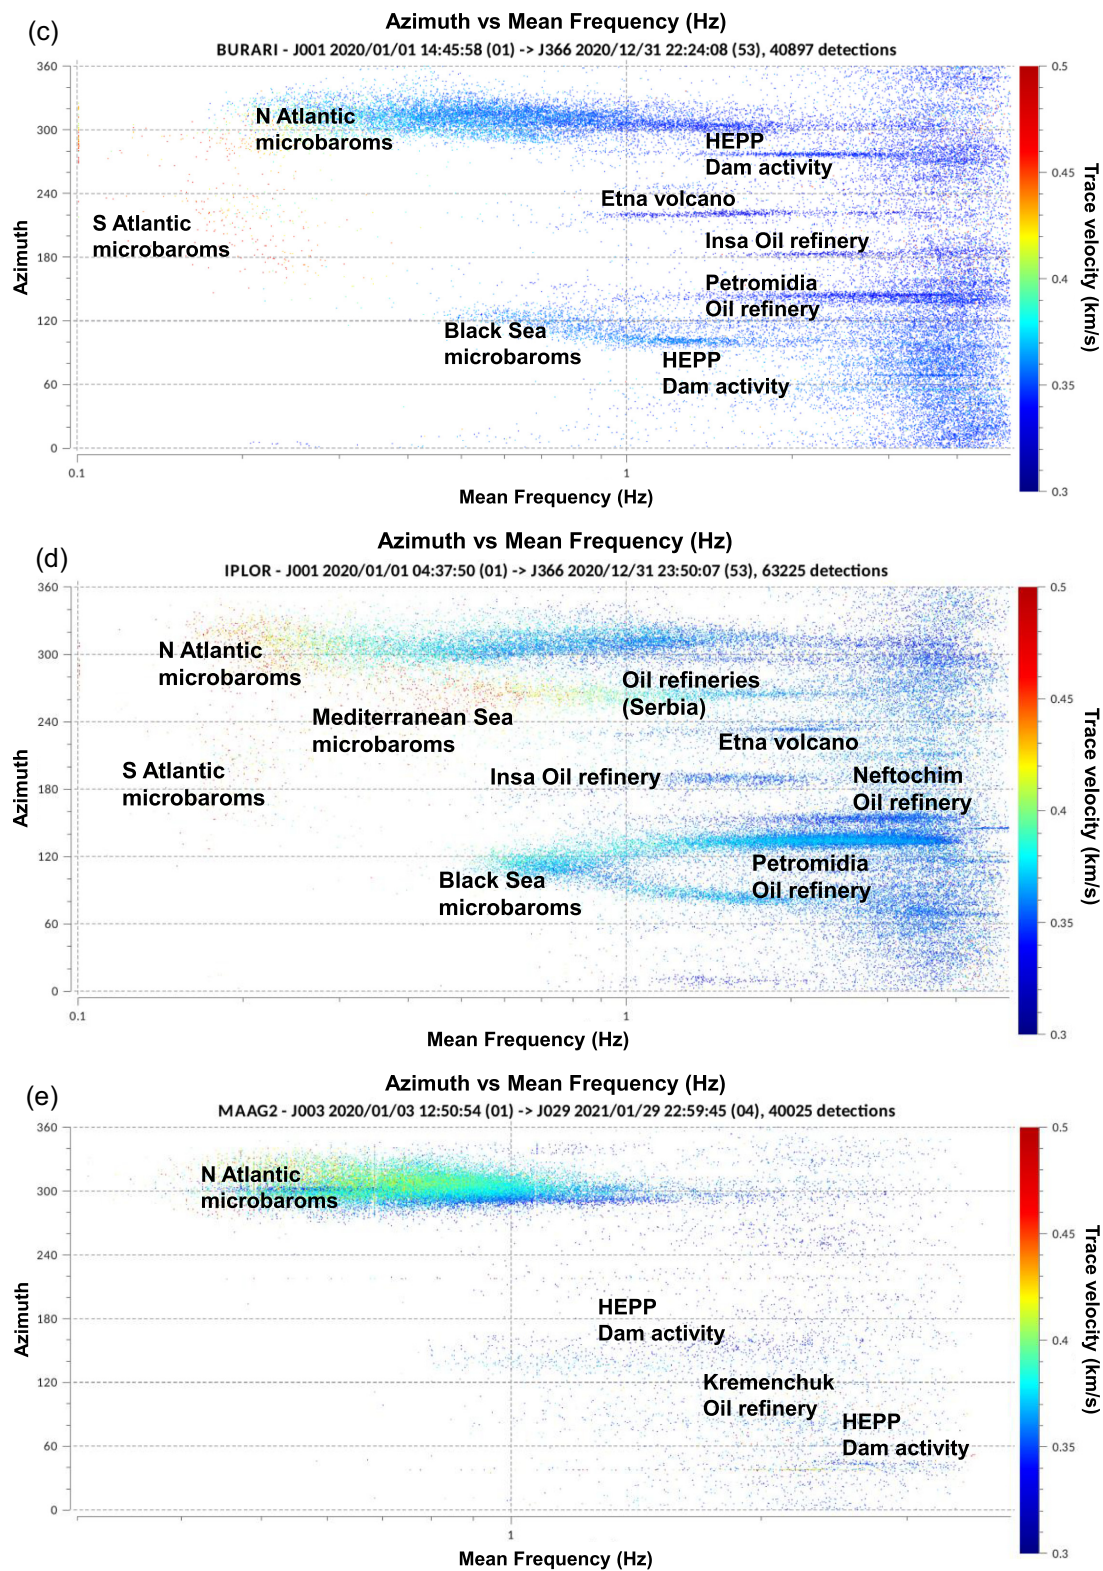 (c)
Azimuth vs Mean Frequency (Hz)
BURARI - J001 2020/01/01 14:45:58 (01) -> J366 2020/12/31 22:24:08 (53), 40897 detections
360
300
240
180
120
60
0
Azimuth
N Atlantic
microbaroms
HEPP
Dam activity
Etna volcano
S Atlantic
microbaroms
Insa Oil refinery
Petromidia
Oil refinery
Black Sea
microbaroms
HEPP
Dam activity
0.1
1
Mean Frequency (Hz)
0.5
0.45
0.4
0.35
0.3
Trace velocity (km/s)
(d)
Azimuth vs Mean Frequency (Hz)
IPLOR - J001 2020/01/01 04:37:50 (01) -> J366 2020/12/31 23:50:07 (53), 63225 detections
360
300
240
180
120
60
0
Azimuth
N Atlantic
microbaroms
Oil refineries
(Serbia)
Mediterranean Sea
microbaroms
Etna volcano
S Atlantic
microbaroms
Insa Oil refinery
Neftochim
Oil refinery
Petromidia
Oil refinery
Black Sea
microbaroms
0.1
1
Mean Frequency (Hz)
0.5
0.45
0.4
0.35
0.3
Trace velocity (km/s)
(e)
Azimuth vs Mean Frequency (Hz)
MAAG2 - J003 2020/01/03 12:50:54 (01) -> J029 2021/01/29 22:59:45 (04), 40025 detections
360
300
240
180
120
60
0
Azimuth
N Atlantic
microbaroms
HEPP
Dam activity
Kremenchuk
Oil refinery
HEPP
Dam activity
1
Mean Frequency (Hz)
0.5
0.45
0.4
0.35
0.3
Trace velocity (km/s)